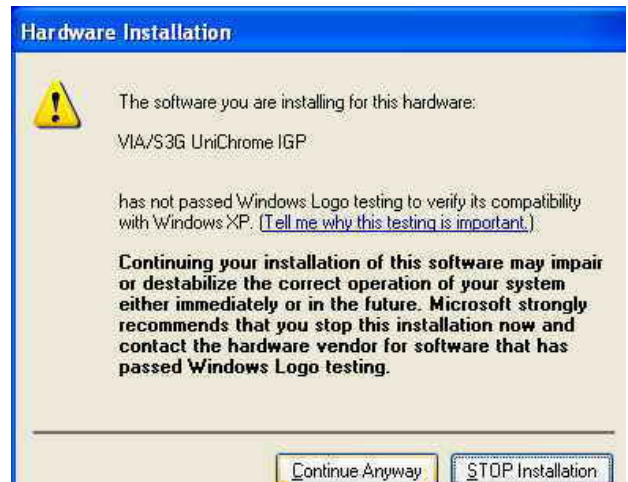 Hardware Installation
The software you are installing for this hardware:
VIA/S3G UniChrome IGP
has not passed Windows Logo testing to verify its compatibility
with Windows XP. (Tell me why this testing is important.)
Continuing your installation of this software may impair
or destabilize the correct operation of your system
either immediately or in the future. Microsoft strongly
recommends that you stop this installation now and
contact the hardware vendor for software that has
passed Windows Logo testing.
Continue Anyway STOP Installation